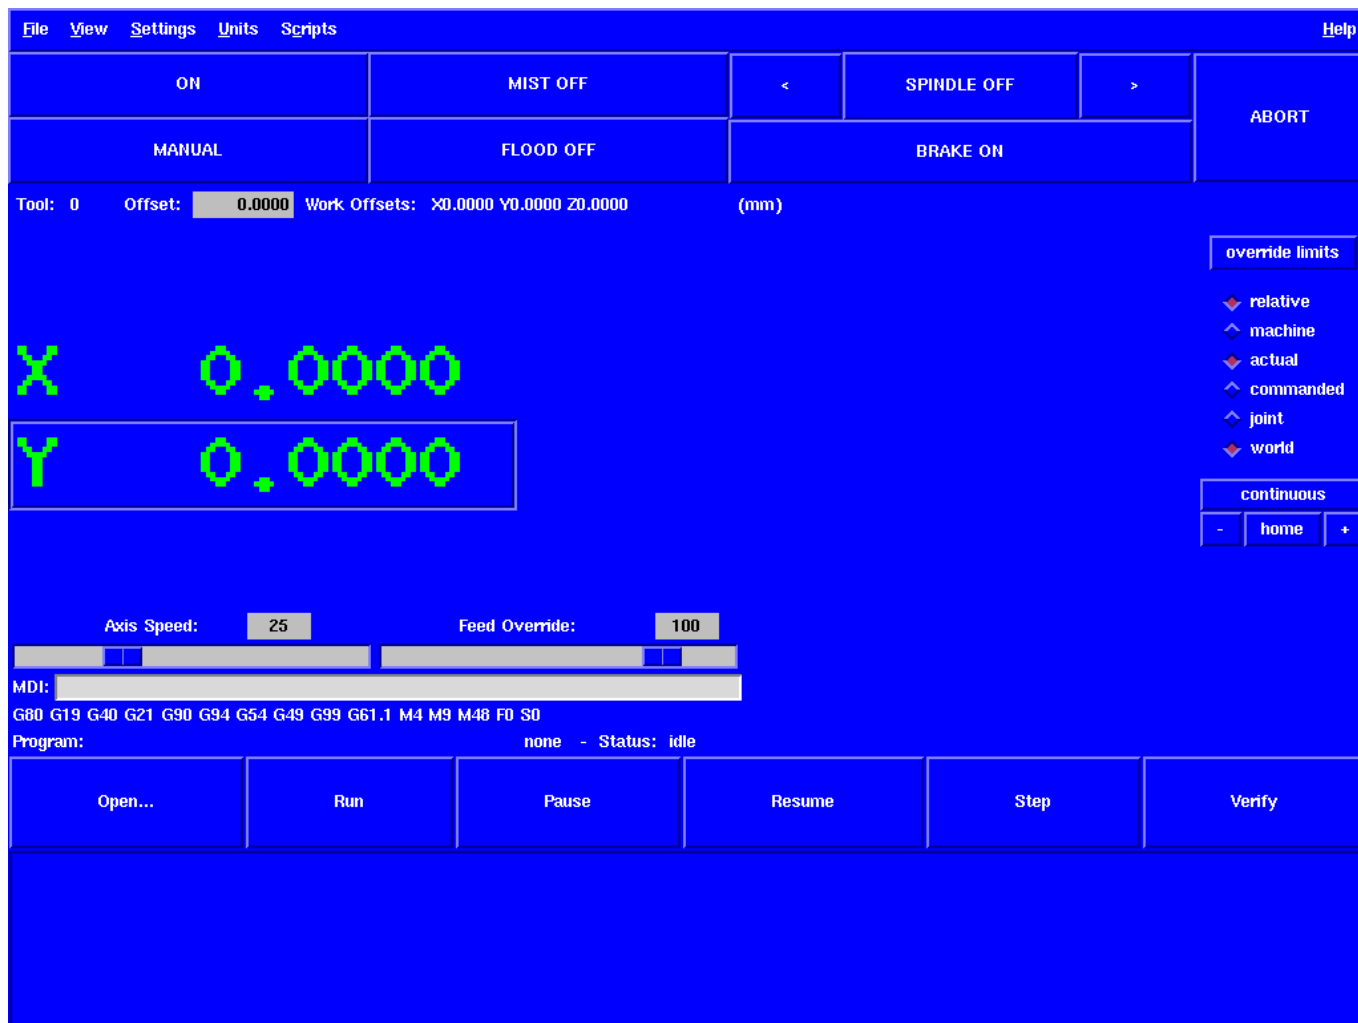 File View Settings Units Scripts Help
ON MIST OFF < SPINDLE OFF > ABORT
MANUAL FLOOD OFF BRAKE ON
Tool: 0 Offset: 0.0000 Work Offsets: X0.0000 Y0.0000 Z0.0000 (mm)
override limits
relative
machine
actual
commanded
joint
world
X 0.0000
Y 0.0000
continuous
- home +
Axis Speed: 25 Feed Override: 100
MDI:
G80 G19 G40 G21 G90 G94 G54 G49 G99 G61.1 M4 M9 M48 F0 S0
Program: none - Status: idle
Open... Run Pause Resume Step Verify